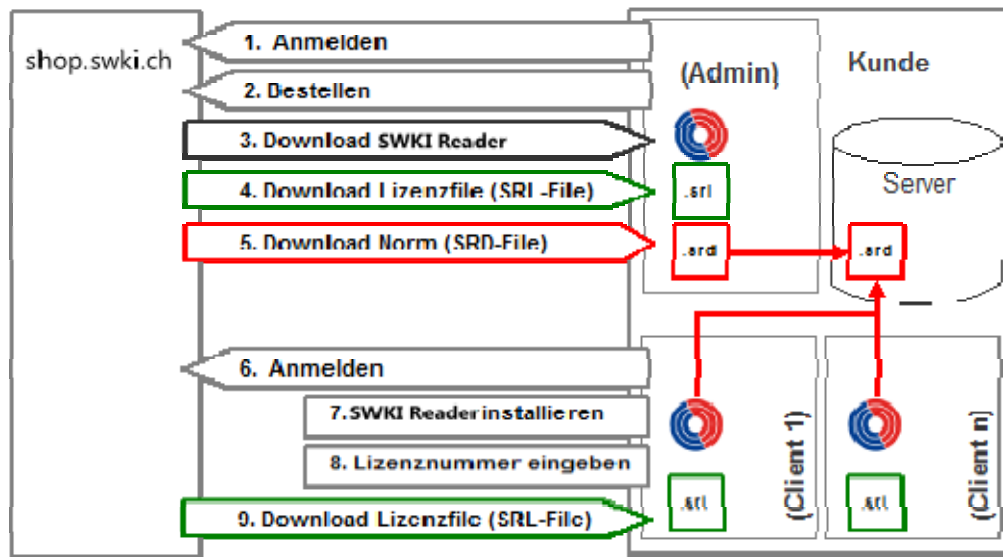 shop.swki.ch
1. Anmelden
2. Bestellen
3. Download SWKI Reader
4. Download Lizenzfile (SRL-File)
5. Download Norm (SRD-File)
(Admin)
Kunde
Server
.srl
.srd
.srd
6. Anmelden
7.SWKI Reader installieren
8. Lizenznummer eingeben
9. Download Lizenzfile (SRL-File)
.srl
(Client 1)
.srl
(Client n)